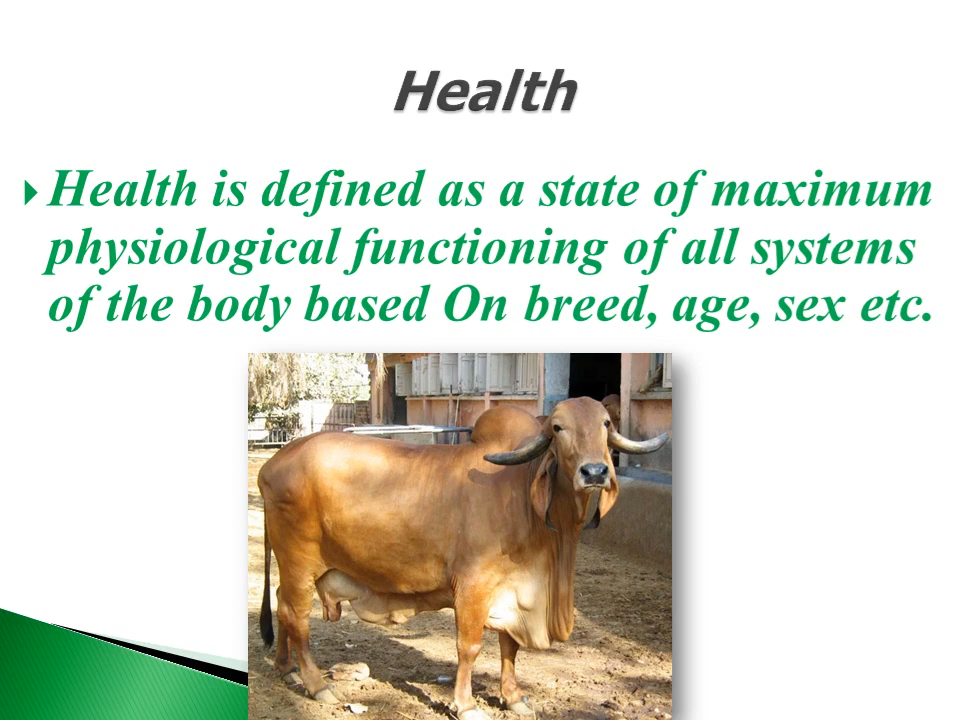 Health
Health is defined as a state of maximum
physiological functioning of all systems
of the body based On breed, age, sex etc.